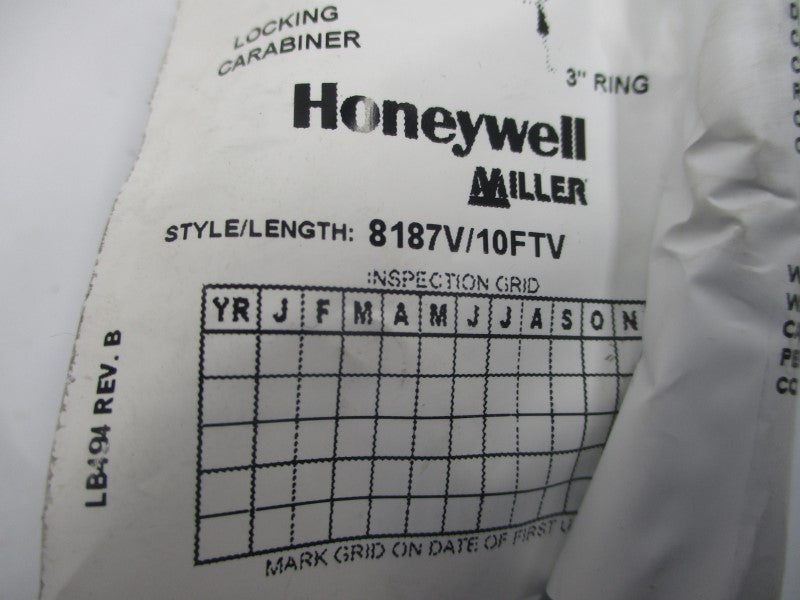 LOCKING
CARABINER
3" RING
Honeywell
MILLER
STYLE/LENGTH: 8187V/10FTV
INSPECTION GRID
YR J F M A M J J A S O N
MARK GRID ON DATE OF FIRST
LB494 REV. B